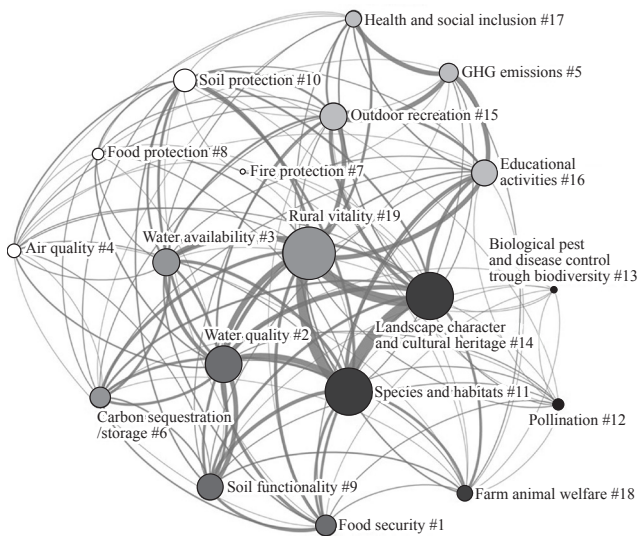 Health and social inclusion #17
GHG emissions #5
Soil protection #10
Outdoor recreation #15
Food protection #8
Fire protection #7
Educational
activities #16
Rural vitality #19
Water availability #3
Air quality #4
Biological pest
and disease control
trough biodiversity #13
Landscape character
and cultural heritage #14
Water quality #2
Species and habitats #11
Carbon sequestration
/storage #6
Pollination #12
Soil functionality #9
Farm animal welfare #18
Food security #1